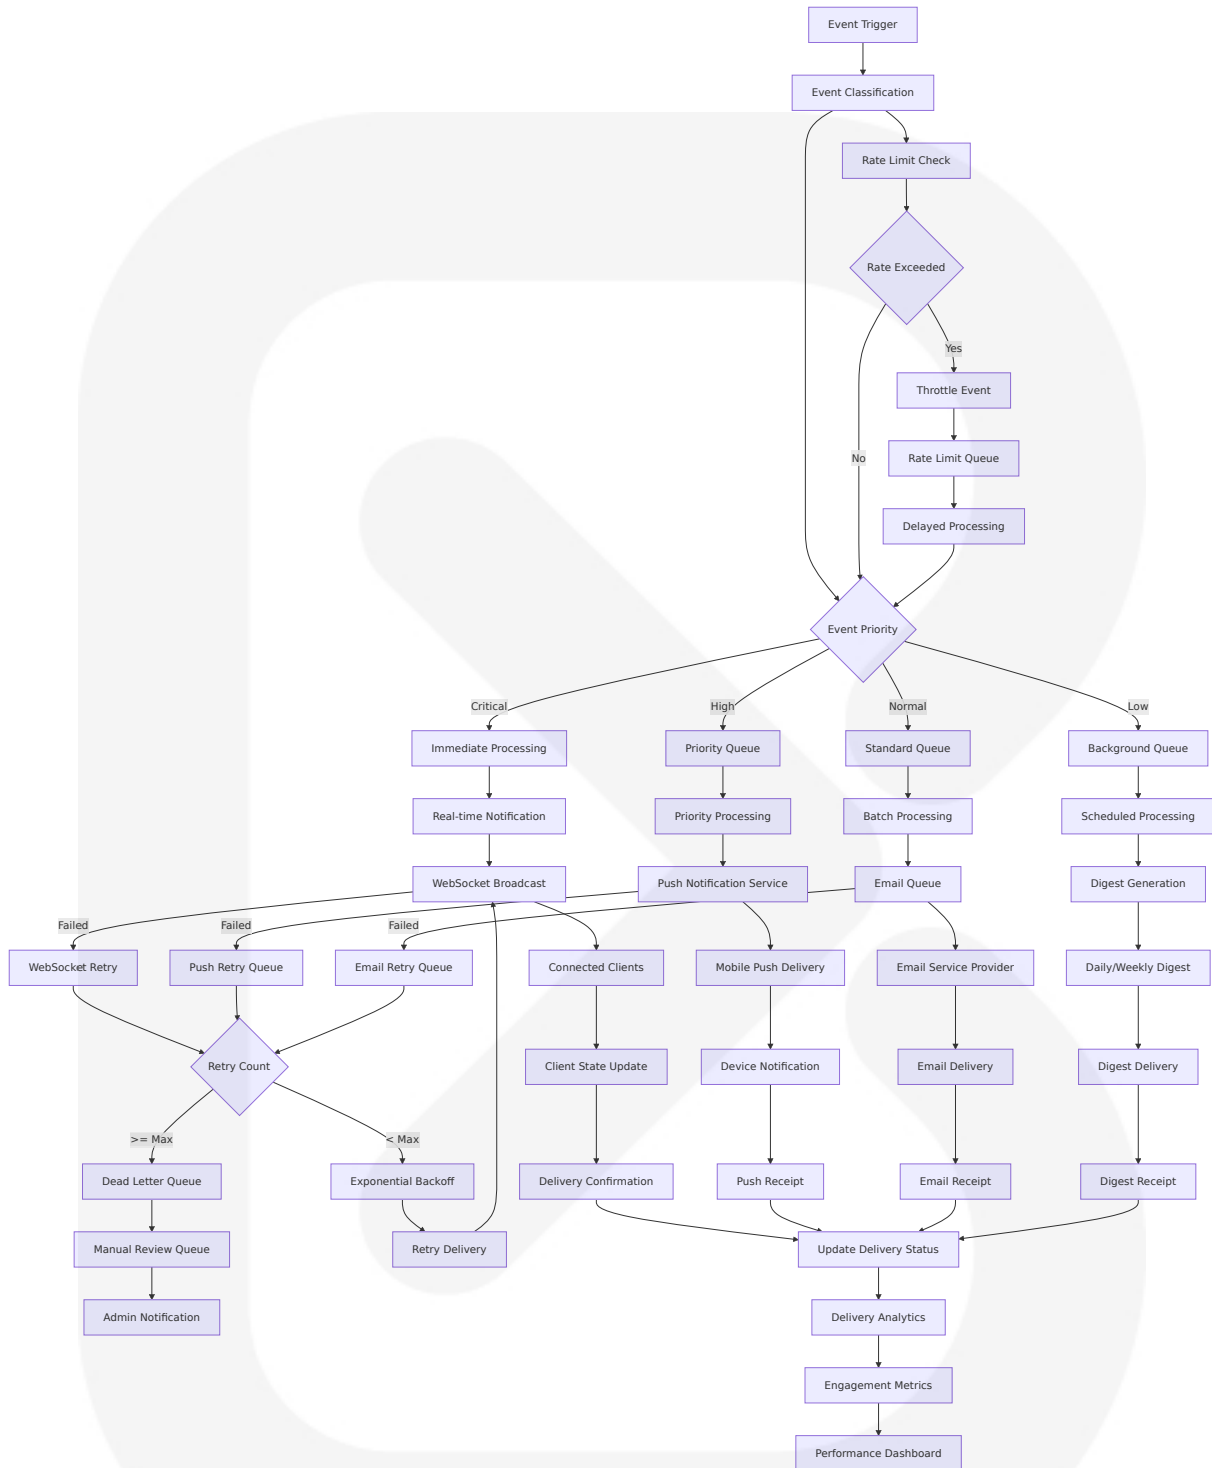 Event Trigger
Event Classification
Rate Limit Check
Rate Exceeded
Yes
Throttle Event
No
Rate Limit Queue
Delayed Processing
Event Priority
Critical
High
Normal
Low
Immediate Processing
Priority Queue
Standard Queue
Background Queue
Real-time Notification
Priority Processing
Batch Processing
Scheduled Processing
WebSocket Broadcast
Push Notification Service
Email Queue
Digest Generation
Failed
Failed
Failed
WebSocket Retry
Push Retry Queue
Email Retry Queue
Connected Clients
Mobile Push Delivery
Email Service Provider
Daily/Weekly Digest
Retry Count
Client State Update
Device Notification
Email Delivery
Digest Delivery
>= Max
< Max
Dead Letter Queue
Exponential Backoff
Delivery Confirmation
Push Receipt
Email Receipt
Digest Receipt
Manual Review Queue
Retry Delivery
Update Delivery Status
Admin Notification
Delivery Analytics
Engagement Metrics
Performance Dashboard